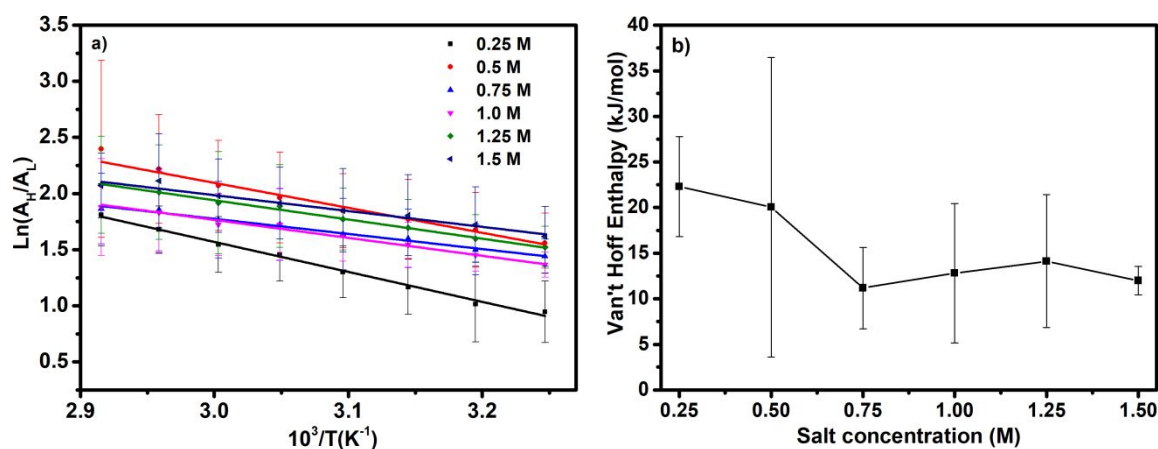 a)
3.5
3.0
2.5
2.0
1.5
1.0
0.5
Ln(A_H/A_L)
0.25 M
0.5 M
0.75 M
1.0 M
1.25 M
1.5 M
2.9 3.0 3.1 3.2
10³/T(K⁻¹)
b)
40
35
30
25
20
15
10
5
0
Van't Hoff Enthalpy (kJ/mol)
0.25 0.50 0.75 1.00 1.25 1.50
Salt concentration (M)